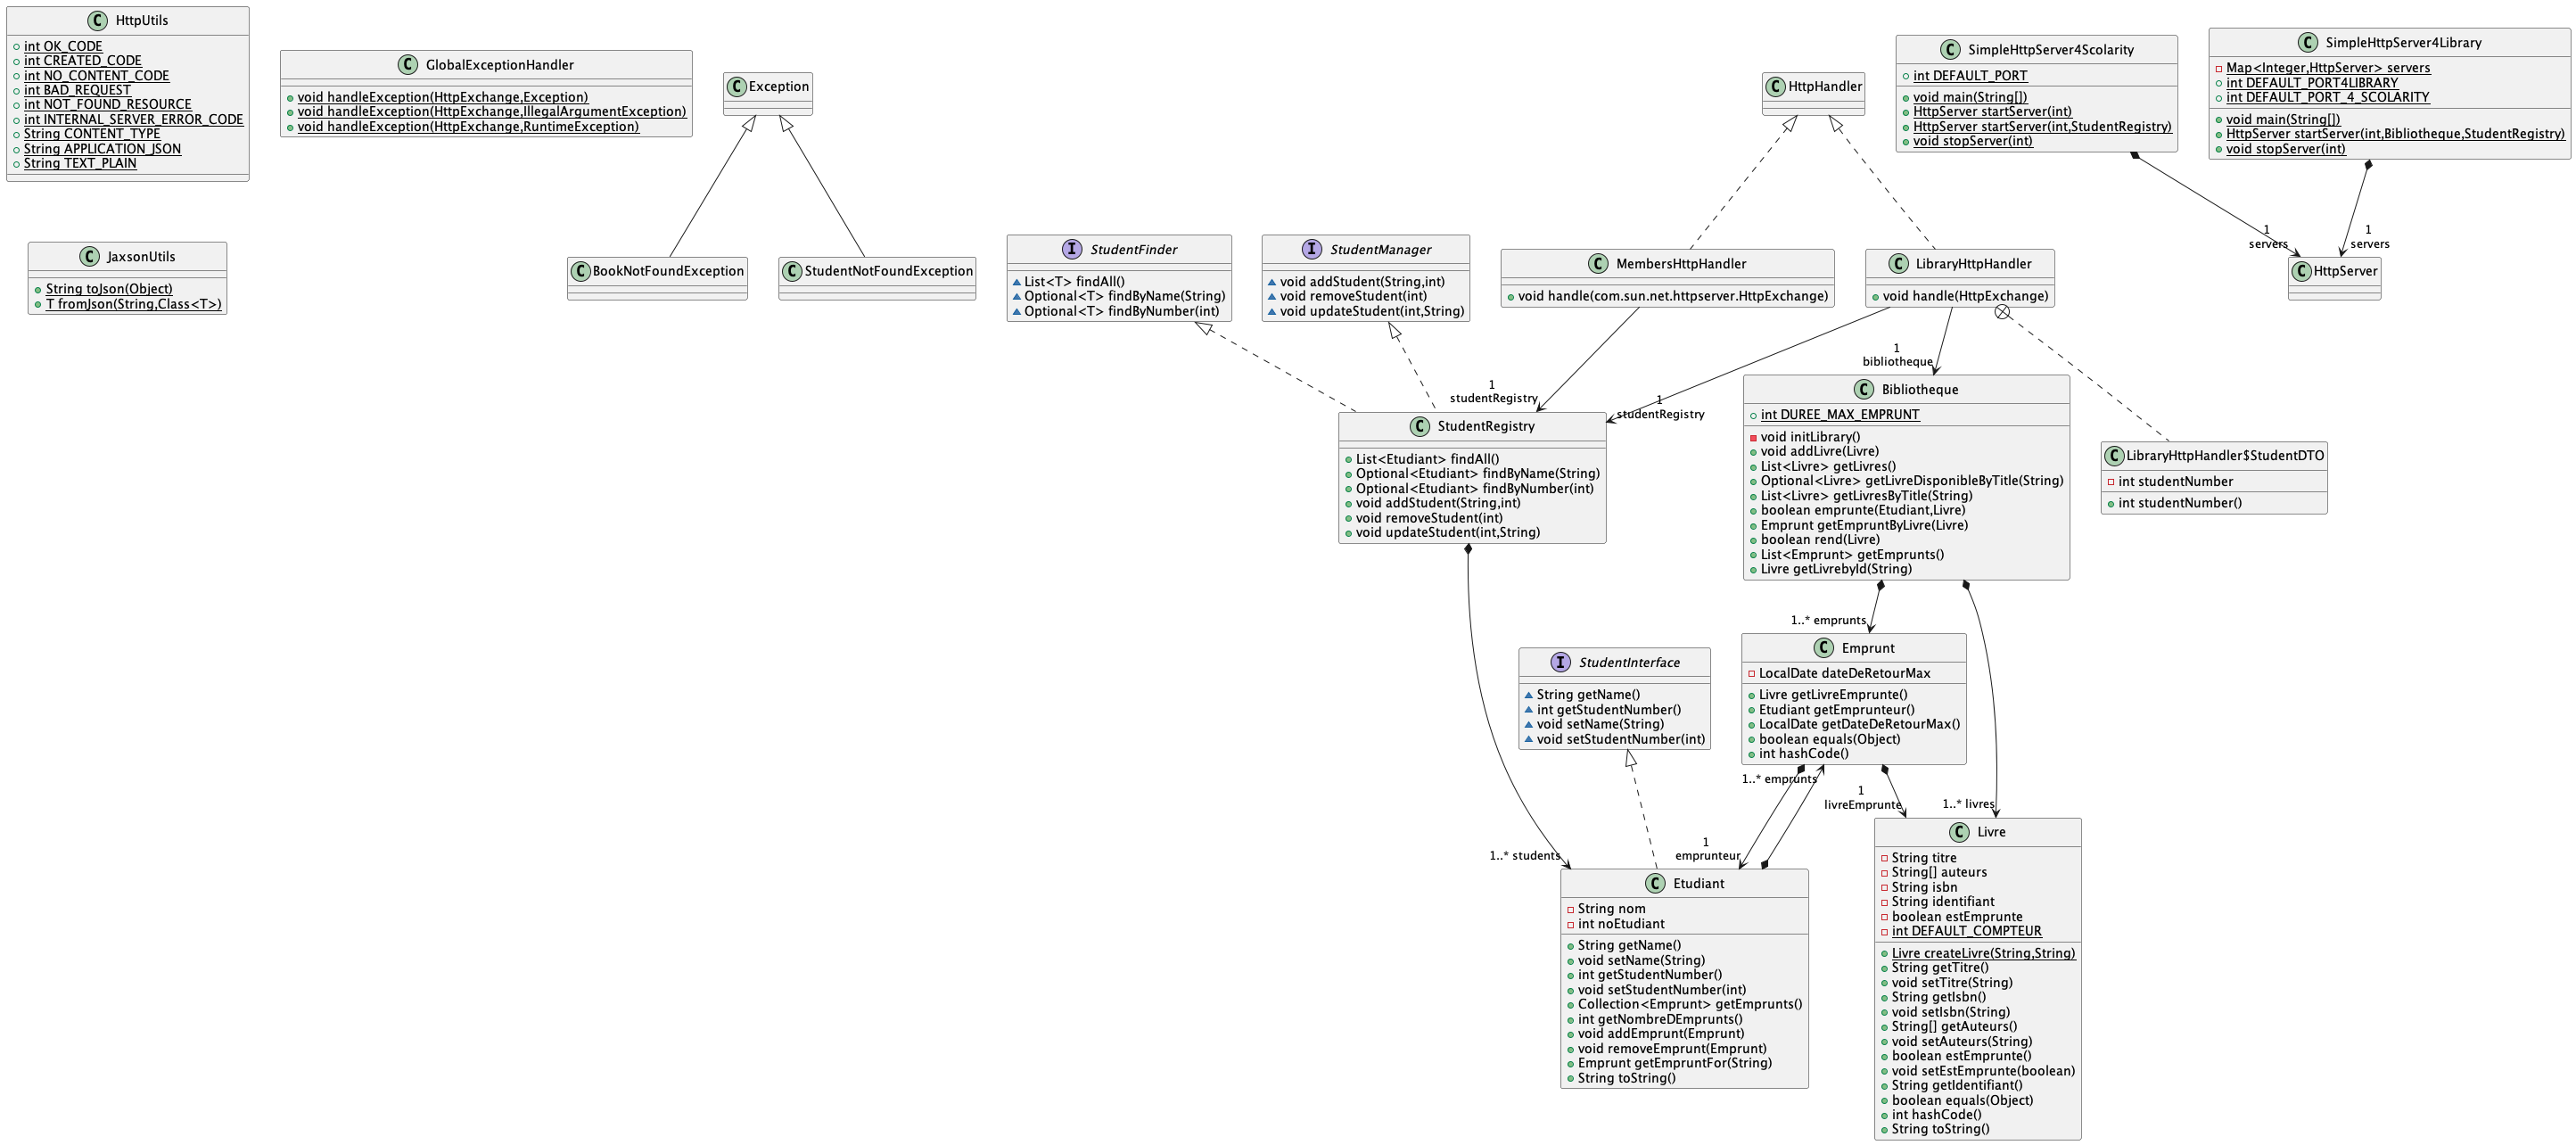 C HttpUtils
int OK_CODE
int CREATED_CODE
int NO_CONTENT_CODE
int BAD_REQUEST
int NOT_FOUND_RESOURCE
int INTERNAL_SERVER_ERROR_CODE
String CONTENT_TYPE
String APPLICATION_JSON
String TEXT_PLAIN
C GlobalExceptionHandler
void handleException(HttpExchange,Exception)
void handleException(HttpExchange,IllegalArgumentException)
void handleException(HttpExchange,RuntimeException)
C Exception
C HttpHandler
C SimpleHttpServer4Scolarity
int DEFAULT_PORT
void main(String[])
HttpServer startServer(int)
HttpServer startServer(int,StudentRegistry)
void stopServer(int)
C SimpleHttpServer4Library
Map<Integer,HttpServer> servers
int DEFAULT_PORT4LIBRARY
int DEFAULT_PORT_4_SCOLARITY
void main(String[])
HttpServer startServer(int,Bibliotheque,StudentRegistry)
void stopServer(int)
C JaxsonUtils
String toJson(Object)
T fromJson(String,Class<T>)
C BookNotFoundException
C StudentNotFoundException
I StudentFinder
List<T> findAll()
Optional<T> findByName(String)
Optional<T> findByNumber(int)
I StudentManager
void addStudent(String,int)
void removeStudent(int)
void updateStudent(int,String)
C MembersHttpHandler
void handle(com.sun.net.httpserver.HttpExchange)
C LibraryHttpHandler
void handle(HttpExchange)
1
servers
1
servers
C HttpServer
1
bibliotheque
1
studentRegistry
1
studentRegistry
C StudentRegistry
List<Etudiant> findAll()
Optional<Etudiant> findByName(String)
Optional<Etudiant> findByNumber(int)
void addStudent(String,int)
void removeStudent(int)
void updateStudent(int,String)
C Bibliotheque
int DUREE_MAX_EMPRUNT
void initLibrary()
void addLivre(Livre)
List<Livre> getLivres()
Optional<Livre> getLivreDisponibleByTitle(String)
List<Livre> getLivresByTitle(String)
boolean emprunte(Etudiant,Livre)
Emprunt getEmpruntByLivre(Livre)
boolean rend(Livre)
List<Emprunt> getEmprunts()
Livre getLivrebyId(String)
C LibraryHttpHandler$StudentDTO
int studentNumber
int studentNumber()
1..* emprunts
I StudentInterface
String getName()
int getStudentNumber()
void setName(String)
void setStudentNumber(int)
C Emprunt
LocalDate dateDeRetourMax
Livre getLivreEmprunte()
Etudiant getEmprunteur()
LocalDate getDateDeRetourMax()
boolean equals(Object)
int hashCode()
1..* emprunts
1
livreEmprunte
1..* livres
1..* students
1
emprunteur
C Etudiant
String nom
int noEtudiant
String getName()
void setName(String)
int getStudentNumber()
void setStudentNumber(int)
Collection<Emprunt> getEmprunts()
int getNombreDEmprunts()
void addEmprunt(Emprunt)
void removeEmprunt(Emprunt)
Emprunt getEmpruntFor(String)
String toString()
C Livre
String titre
String[] auteurs
String isbn
String identifiant
boolean estEmprunte
int DEFAULT_COMPTEUR
Livre createLivre(String,String)
String getTitre()
void setTitre(String)
String getIsbn()
void setIsbn(String)
String[] getAuteurs()
void setAuteurs(String)
boolean estEmprunte()
void setEstEmprunte(boolean)
String getIdentifiant()
boolean equals(Object)
int hashCode()
String toString()